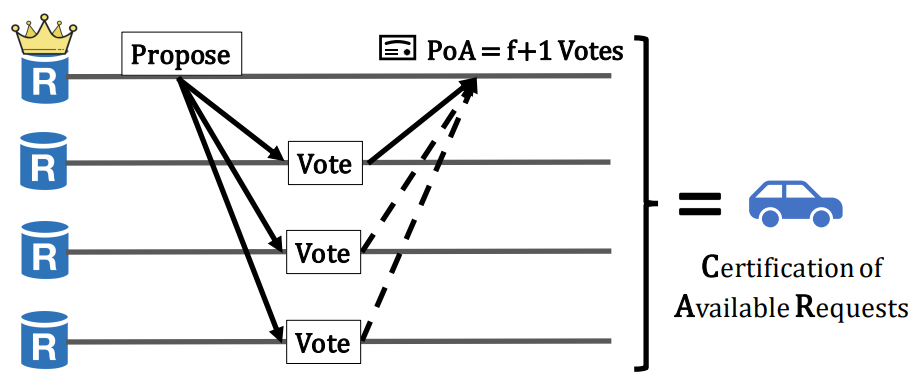 R
Propose
PoA = f+1 Votes
R
Vote
R
Vote
R
Vote
=
Certification of
Available Requests